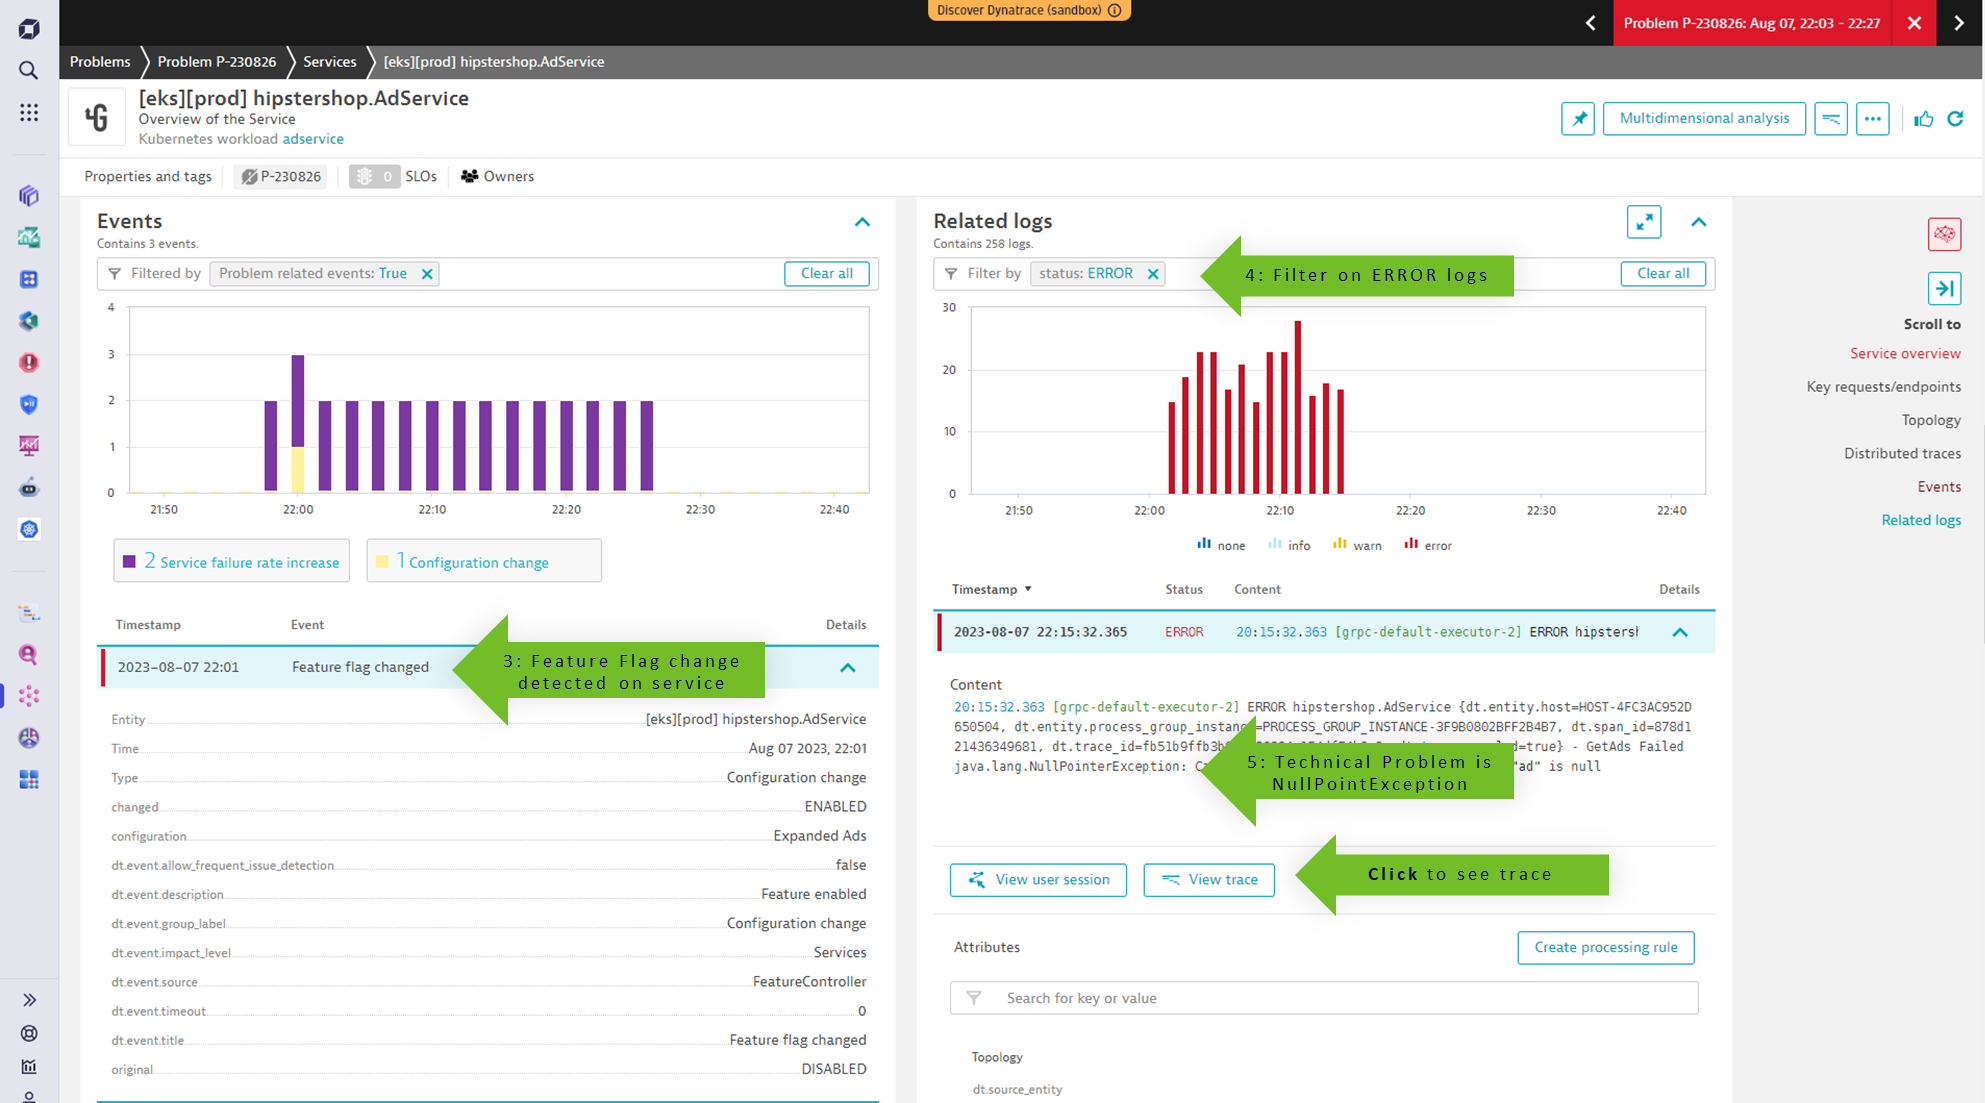 Discover Dynatrace (sandbox)
Problem P-230826: Aug 07, 22:03 - 22:27
Problems
Problem P-230826
Services
[eks][prod] hipstershop.AdService
[eks][prod] hipstershop.AdService
Overview of the Service
Kubernetes workload adservice
Multidimensional analysis
Properties and tags
P-230826
0 SLOs
Owners
Events
Contains 3 events.
Filtered by
Problem related events: True
Clear all
4
3
2
1
0
21:50
22:00
22:10
22:20
22:30
22:40
2 Service failure rate increase
1 Configuration change
Timestamp
Event
Details
2023-08-07 22:01
Feature flag changed
3: Feature Flag change
detected on service
Entity
[eks][prod] hipstershop.AdService
Time
Aug 07 2023, 22:01
Type
Configuration change
changed
ENABLED
configuration
Expanded Ads
dt.event.allow_frequent_issue_detection
false
dt.event.description
Feature enabled
dt.event.group_label
Configuration change
dt.event.impact_level
Services
dt.event.source
FeatureController
dt.event.timeout
0
dt.event.title
Feature flag changed
original
DISABLED
Related logs
Contains 258 logs.
Filter by
status: ERROR
4: Filter on ERROR logs
Clear all
30
20
10
0
21:50
22:00
22:10
22:20
22:30
22:40
none
info
warn
error
Timestamp
Status
Content
Details
2023-08-07 22:15:32.365
ERROR
20:15:32.363 [grpc-default-executor-2] ERROR hipstersh
Content
20:15:32.363 [grpc-default-executor-2] ERROR hipstershop.AdService {dt.entity.host=HOST-4FC3AC952D
650504, dt.entity.process_group_instanc =PROCESS_GROUP_INSTANCE-3F9B0802BFF2B4B7, dt.span_id=878d1
21436349681, dt.trace_id=fb51b9ffb3b =true} - GetAds Failed
java.lang.NullPointerException: "ad" is null
5: Technical Problem is
NullPointException
View user session
View trace
Click to see trace
Attributes
Create processing rule
Search for key or value
Topology
dt.source_entity
Scroll to
Service overview
Key requests/endpoints
Topology
Distributed traces
Events
Related logs